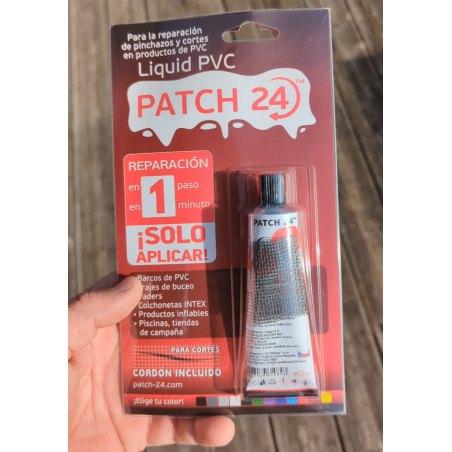 Para la reparación
de pinchazos y cortes
en productos de PVC
Liquid PVC
PATCH 24™
REPARACIÓN
en 1 paso
en 1 minuto
¡SOLO
APLICAR!
• Barcos de PVC
Trajes de buceo
Waders
• Colchonetas INTEX
• Productos inflables
• Piscinas, tiendas
de campaña
PARA CORTES
CORDÓN INCLUIDO
patch-24.com
¡Elige tu color!
PATCH 24